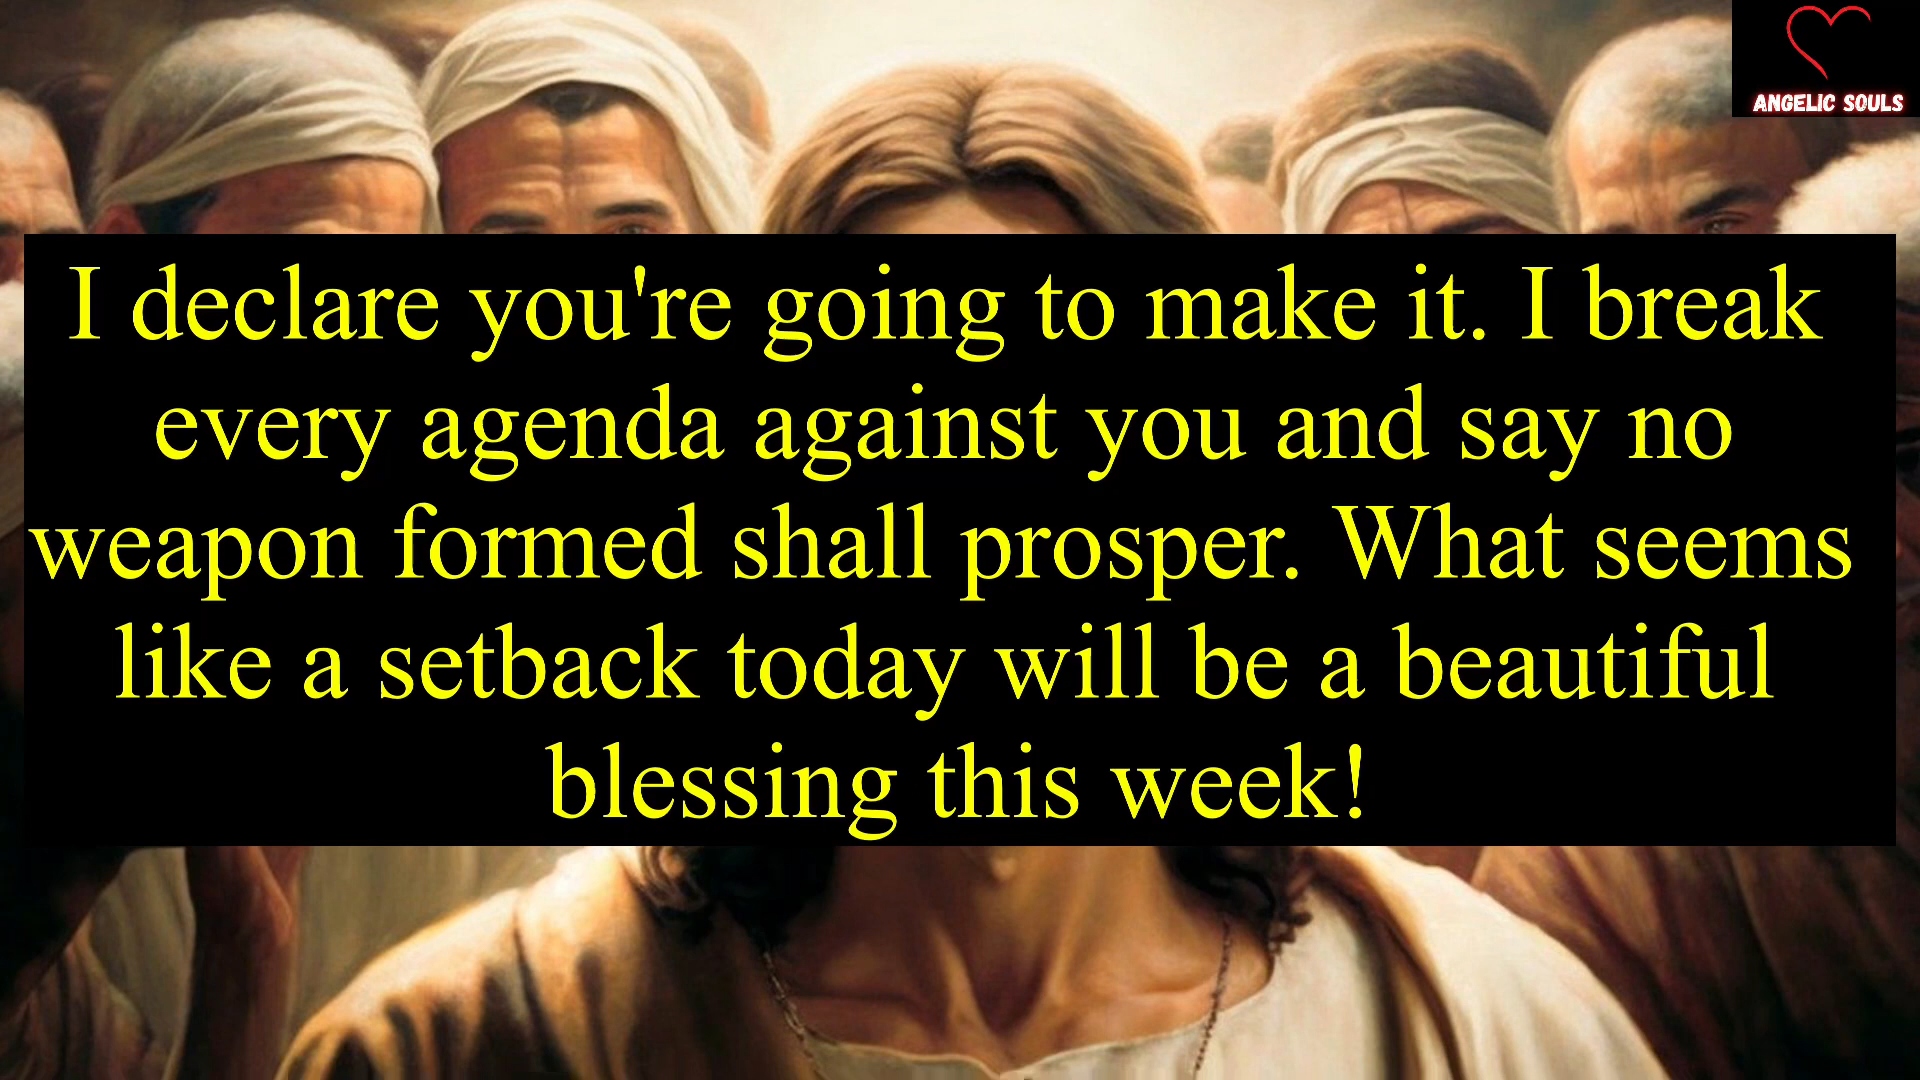 ANGELIC SOULS
I declare you're going to make it. I break
every agenda against you and say no
weapon formed shall prosper. What seems
like a setback today will be a beautiful
blessing this week!